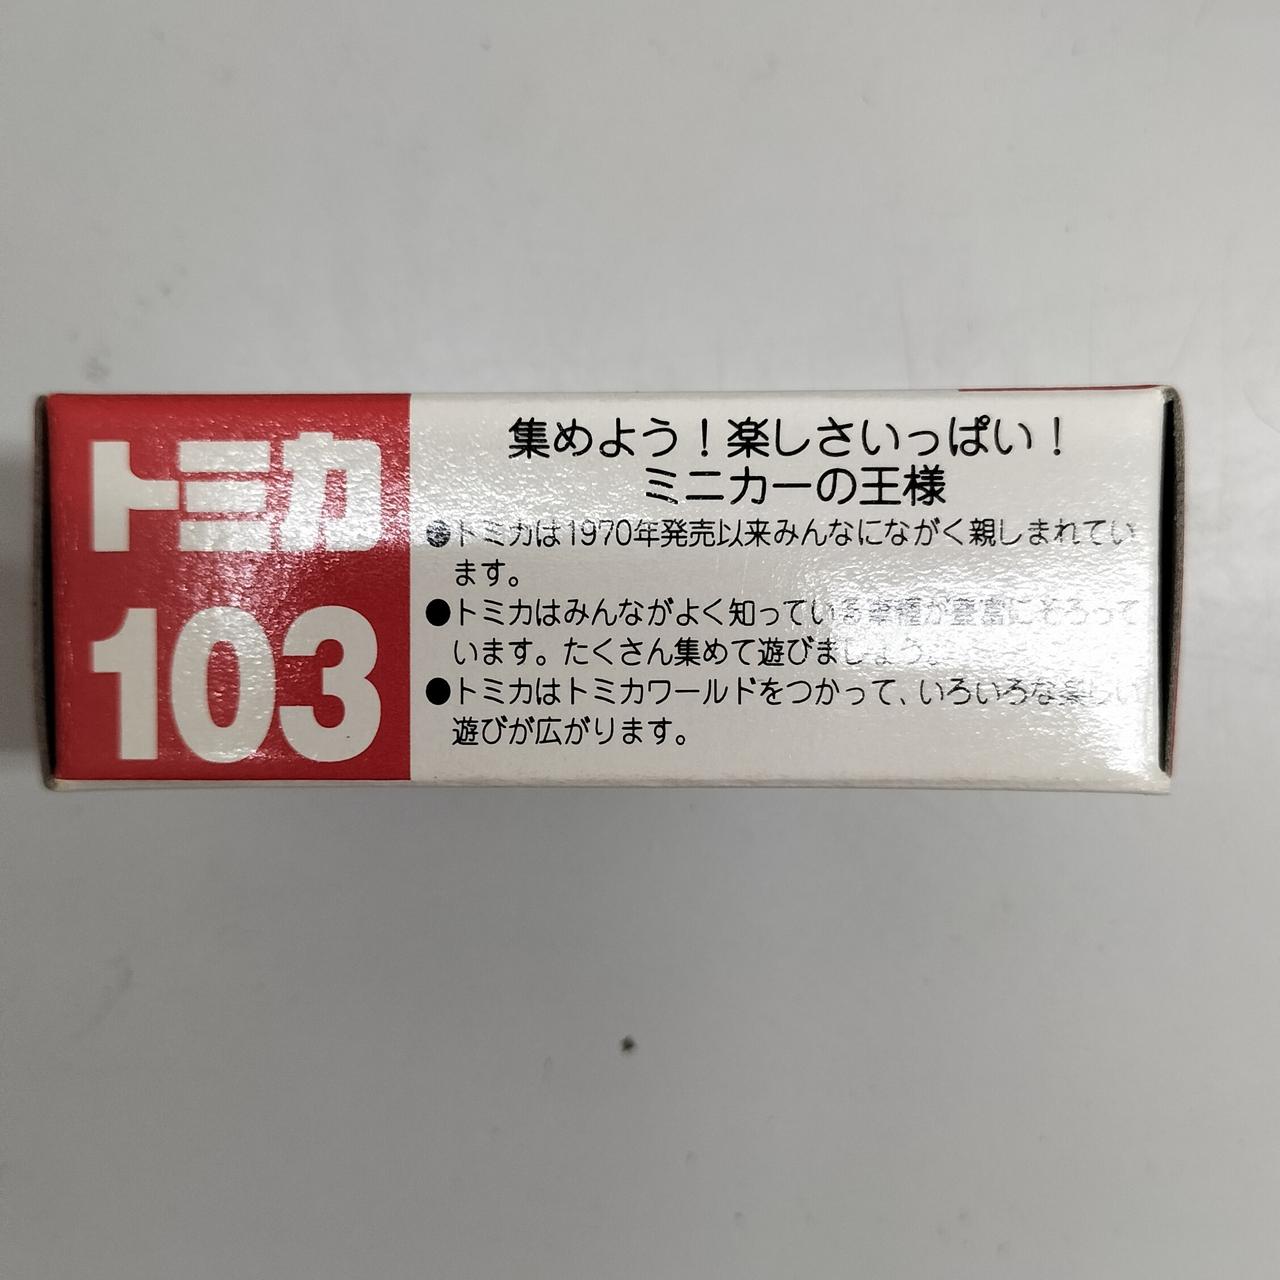 トミカ
103
集めよう！楽しさいっぱい！
ミニカーの王様
●トミカは1970年発売以来みんなにながく親しまれてい
ます。
●トミカはみんながよく知っている車種が豊富にそろって
います。たくさん集めて遊びましょう。
●トミカはトミカワールドをつかって、いろいろな楽しい
遊びが広がります。